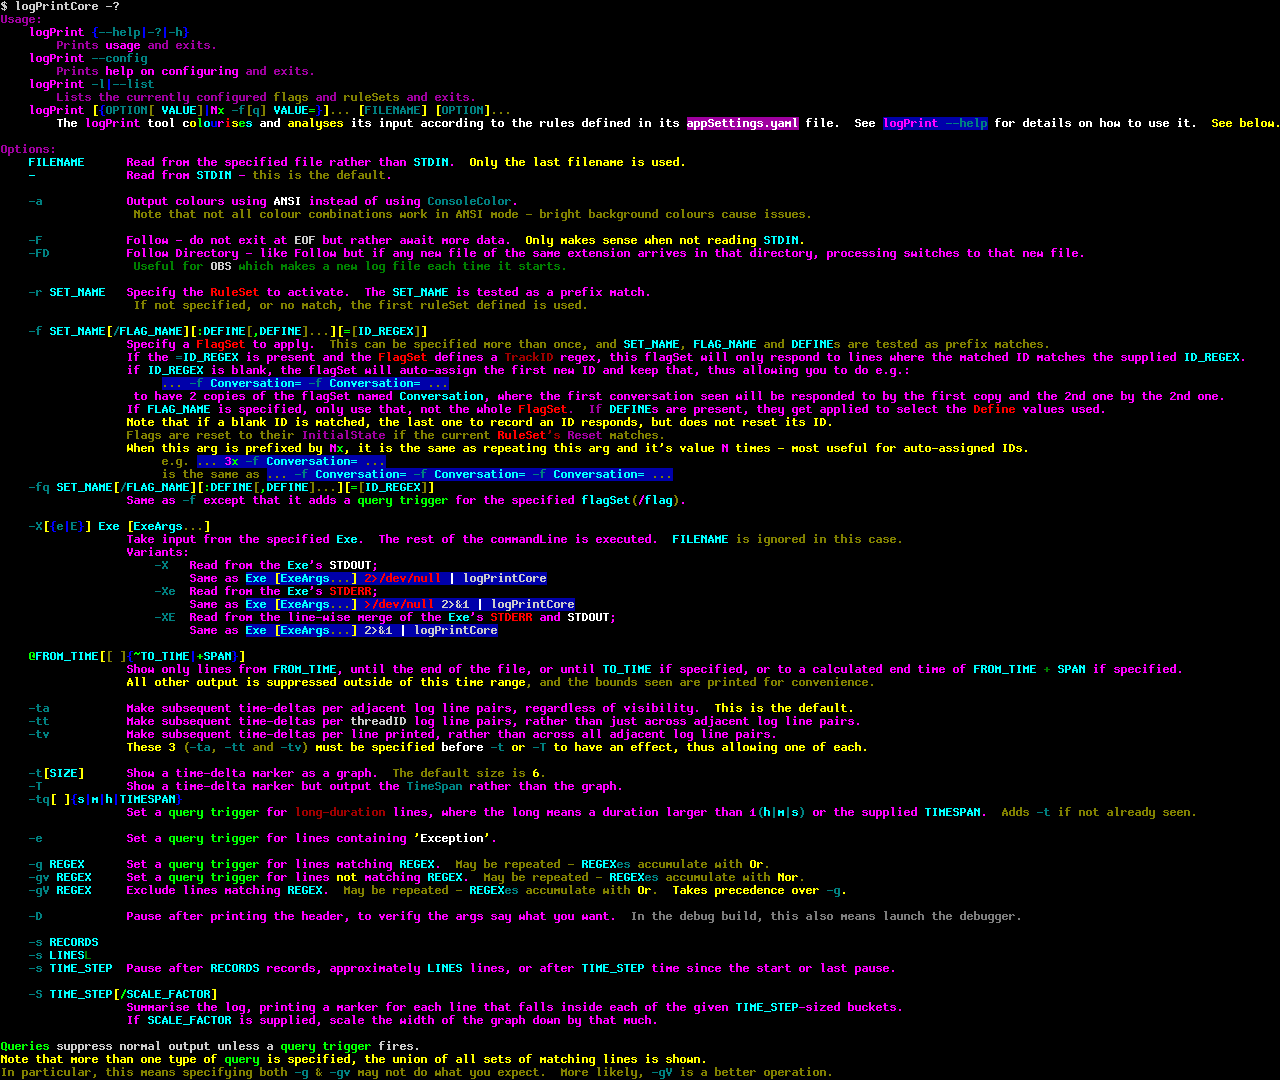 $ logPrintCore -?
Usage:
    logPrint {--help|-?|-h}
        Prints usage and exits.
    logPrint --config
        Prints help on configuring and exits.
    logPrint -l|--list
        Lists the currently configured flags and ruleSets and exits.
    logPrint [{OPTION[ VALUE]|Nx -f[q] VALUE=}]... [FILENAME] [OPTION]...
        The logPrint tool colourises and analyses its input according to the rules defined in its appSettings.yaml file.  See logPrint --help for details on how to use it.  See below.

Options:
    FILENAME      Read from the specified file rather than STDIN.  Only the last filename is used.
    -             Read from STDIN - this is the default.

    -a            Output colours using ANSI instead of using ConsoleColor.
                   Note that not all colour combinations work in ANSI mode - bright background colours cause issues.

    -F            Follow - do not exit at EOF but rather await more data.  Only makes sense when not reading STDIN.
    -FD           Follow Directory - like Follow but if any new file of the same extension arrives in that directory, processing switches to that new file.
                   Useful for OBS which makes a new log file each time it starts.

    -r SET_NAME   Specify the RuleSet to activate.  The SET_NAME is tested as a prefix match.
                   If not specified, or no match, the first ruleSet defined is used.

    -f SET_NAME[/FLAG_NAME][:DEFINE[,DEFINE]...][=[ID_REGEX]]
                  Specify a FlagSet to apply.  This can be specified more than once, and SET_NAME, FLAG_NAME and DEFINEs are tested as prefix matches.
                  If the =ID_REGEX is present and the FlagSet defines a TrackID regex, this flagSet will only respond to lines where the matched ID matches the supplied ID_REGEX.
                  if ID_REGEX is blank, the flagSet will auto-assign the first new ID and keep that, thus allowing you to do e.g.:
                       ... -f Conversation= -f Conversation= ...
                   to have 2 copies of the flagSet named Conversation, where the first conversation seen will be responded to by the first copy and the 2nd one by the 2nd one.
                  If FLAG_NAME is specified, only use that, not the whole FlagSet.  If DEFINEs are present, they get applied to select the Define values used.
                  Note that if a blank ID is matched, the last one to record an ID responds, but does not reset its ID.
                  Flags are reset to their InitialState if the current RuleSet's Reset matches.
                  When this arg is prefixed by Nx, it is the same as repeating this arg and it's value N times - most useful for auto-assigned IDs.
                       e.g. ... 3x -f Conversation= ...
                       is the same as ... -f Conversation= -f Conversation= -f Conversation= ...
    -fq SET_NAME[/FLAG_NAME][:DEFINE[,DEFINE]...][=[ID_REGEX]]
                  Same as -f except that it adds a query trigger for the specified flagSet(/flag).

    -X[{e|E}] Exe [ExeArgs...]
                  Take input from the specified Exe.  The rest of the commandLine is executed.  FILENAME is ignored in this case.
                  Variants:
                      -X   Read from the Exe's STDOUT;
                           Same as Exe [ExeArgs...] 2>/dev/null | logPrintCore
                      -Xe  Read from the Exe's STDERR;
                           Same as Exe [ExeArgs...] >/dev/null 2>&1 | logPrintCore
                      -XE  Read from the line-wise merge of the Exe's STDERR and STDOUT;
                           Same as Exe [ExeArgs...] 2>&1 | logPrintCore

    @FROM_TIME[[ ]{~TO_TIME|+SPAN}]
                  Show only lines from FROM_TIME, until the end of the file, or until TO_TIME if specified, or to a calculated end time of FROM_TIME + SPAN if specified.
                  All other output is suppressed outside of this time range, and the bounds seen are printed for convenience.

    -ta           Make subsequent time-deltas per adjacent log line pairs, regardless of visibility.  This is the default.
    -tt           Make subsequent time-deltas per threadID log line pairs, rather than just across adjacent log line pairs.
    -tv           Make subsequent time-deltas per line printed, rather than across all adjacent log line pairs.
                  These 3 (-ta, -tt and -tv) must be specified before -t or -T to have an effect, thus allowing one of each.

    -t[SIZE]      Show a time-delta marker as a graph.  The default size is 6.
    -T            Show a time-delta marker but output the TimeSpan rather than the graph.
    -tq[ ]{s|m|h|TIMESPAN}
                  Set a query trigger for long-duration lines, where the long means a duration larger than 1(h|m|s) or the supplied TIMESPAN.  Adds -t if not already seen.

    -e            Set a query trigger for lines containing 'Exception'.

    -g REGEX      Set a query trigger for lines matching REGEX.  May be repeated - REGEXes accumulate with Or.
    -gv REGEX     Set a query trigger for lines not matching REGEX.  May be repeated - REGEXes accumulate with Nor.
    -gV REGEX     Exclude lines matching REGEX.  May be repeated - REGEXes accumulate with Or.  Takes precedence over -g.

    -D            Pause after printing the header, to verify the args say what you want.  In the debug build, this also means launch the debugger.

    -s RECORDS
    -s LINESL
    -s TIME_STEP  Pause after RECORDS records, approximately LINES lines, or after TIME_STEP time since the start or last pause.

    -S TIME_STEP[/SCALE_FACTOR]
                  Summarise the log, printing a marker for each line that falls inside each of the given TIME_STEP-sized buckets.
                  If SCALE_FACTOR is supplied, scale the width of the graph down by that much.

Queries suppress normal output unless a query trigger fires.
Note that more than one type of query is specified, the union of all sets of matching lines is shown.
In particular, this means specifying both -g & -gv may not do what you expect.  More likely, -gV is a better operation.